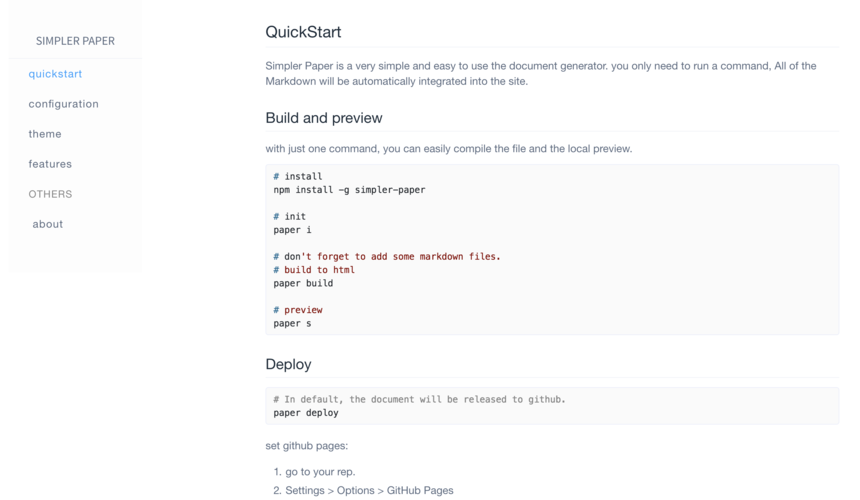 SIMPLER PAPER
quickstart
configuration
theme
features
OTHERS
about
QuickStart
Simpler Paper is a very simple and easy to use the document generator. you only need to run a command, All of the
Markdown will be automatically integrated into the site.
Build and preview
with just one command, you can easily compile the file and the local preview.
# install
npm install -g simpler-paper
# init
paper i
# don't forget to add some markdown files.
# build to html
paper build
# preview
paper s
Deploy
# In default, the document will be released to github.
paper deploy
set github pages:
1. go to your rep.
2. Settings > Options > GitHub Pages